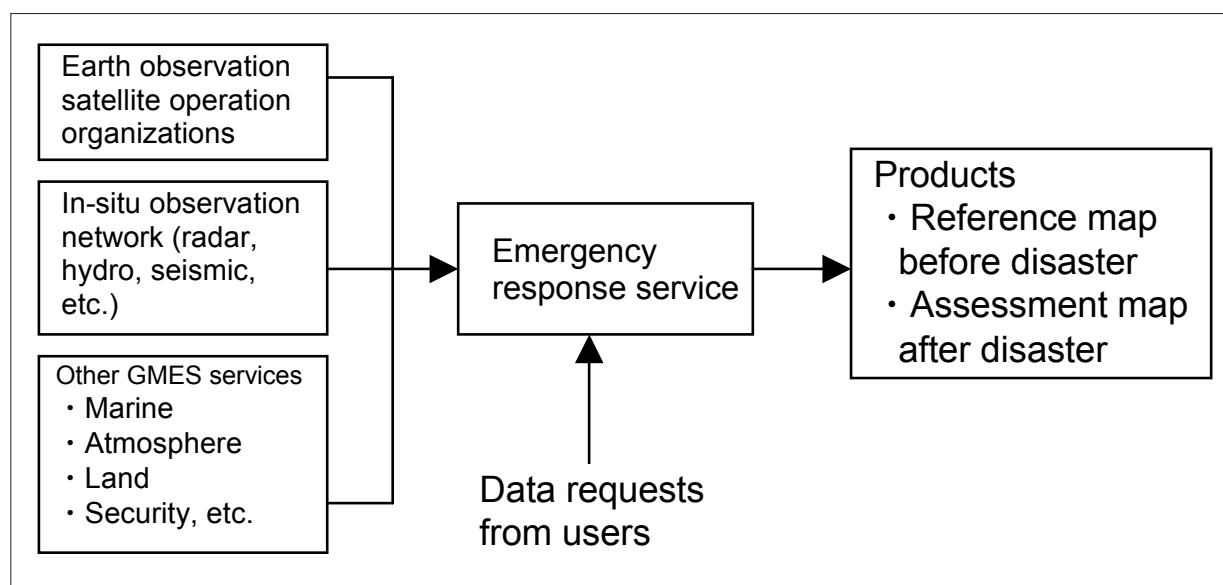 Earth observation
satellite operation
organizations
In-situ observation
network (radar,
hydro, seismic,
etc.)
Other GMES services
・Marine
・Atmosphere
・Land
・Security, etc.
Emergency
response service
Data requests
from users
Products
・Reference map
before disaster
・Assessment map
after disaster